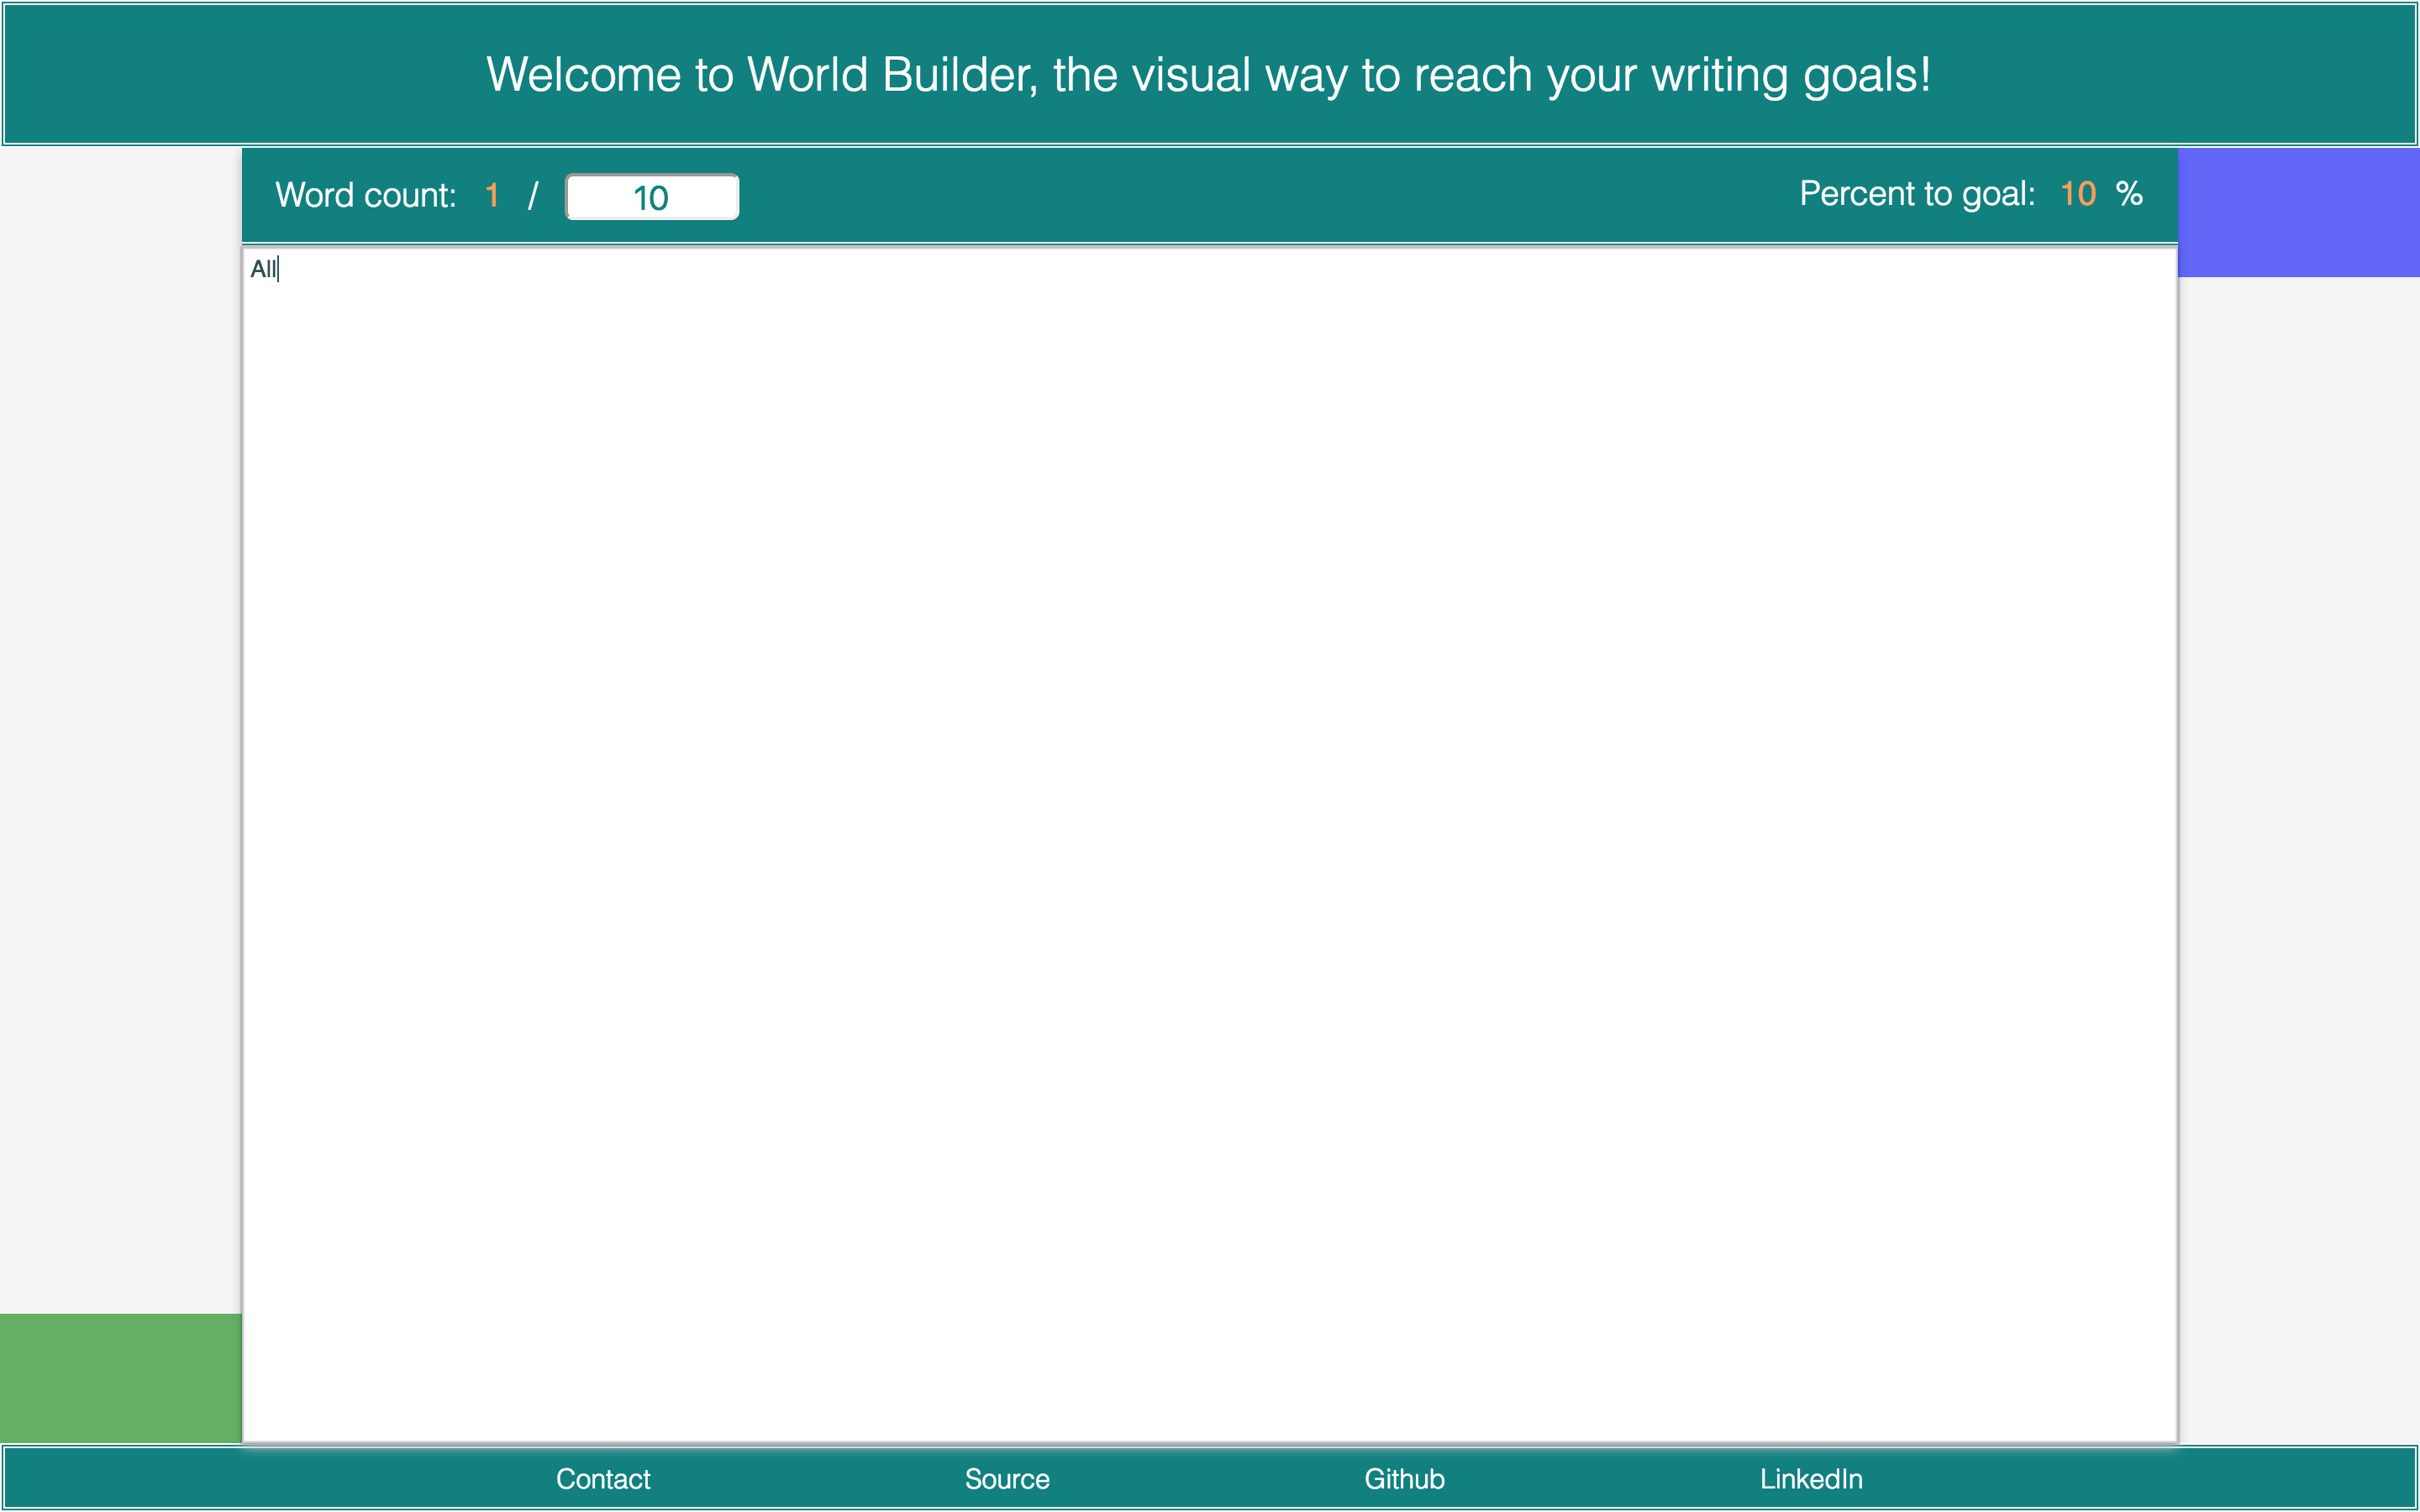 Welcome to World Builder, the visual way to reach your writing goals!
Word count: 1 / 10 Percent to goal: 10 %
All
Contact Source Github LinkedIn